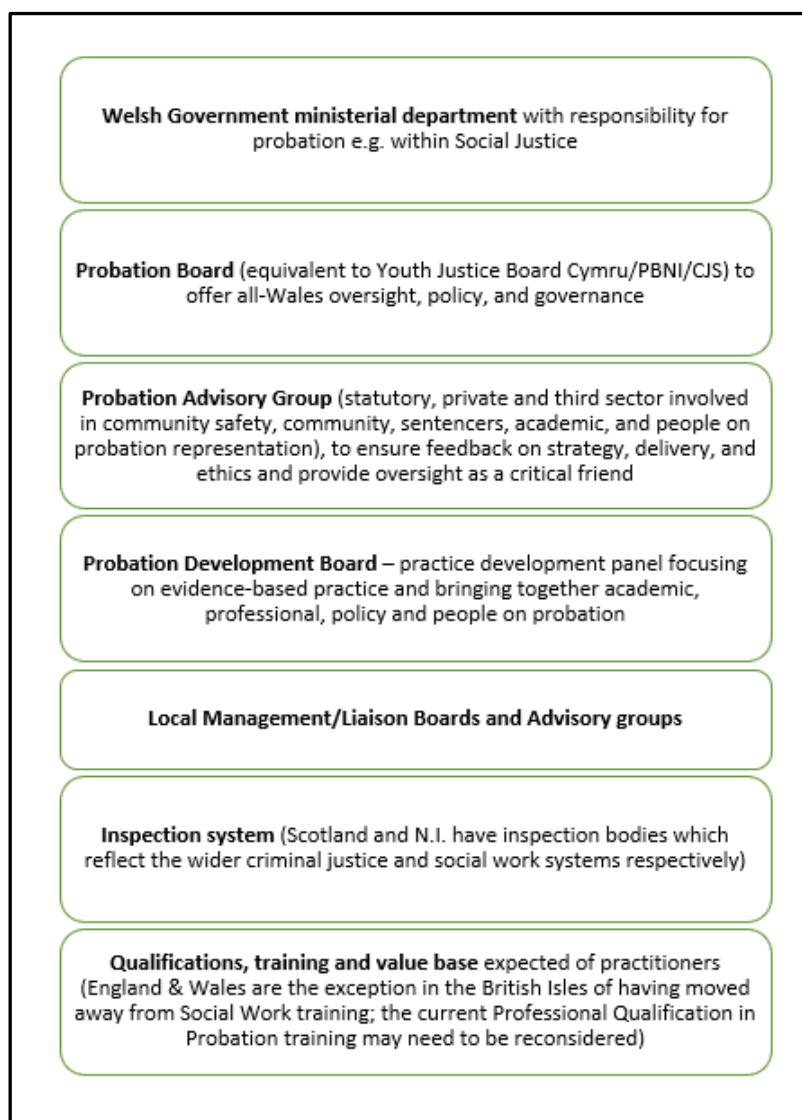 Welsh Government ministerial department with responsibility for
probation e.g. within Social Justice
Probation Board (equivalent to Youth Justice Board Cymru/PBNI/CJS) to
offer all-Wales oversight, policy, and governance
Probation Advisory Group (statutory, private and third sector involved
in community safety, community, sentencers, academic, and people on
probation representation), to ensure feedback on strategy, delivery, and
ethics and provide oversight as a critical friend
Probation Development Board – practice development panel focusing
on evidence-based practice and bringing together academic,
professional, policy and people on probation
Local Management/Liaison Boards and Advisory groups
Inspection system (Scotland and N.I. have inspection bodies which
reflect the wider criminal justice and social work systems respectively)
Qualifications, training and value base expected of practitioners
(England & Wales are the exception in the British Isles of having moved
away from Social Work training; the current Professional Qualification in
Probation training may need to be reconsidered)